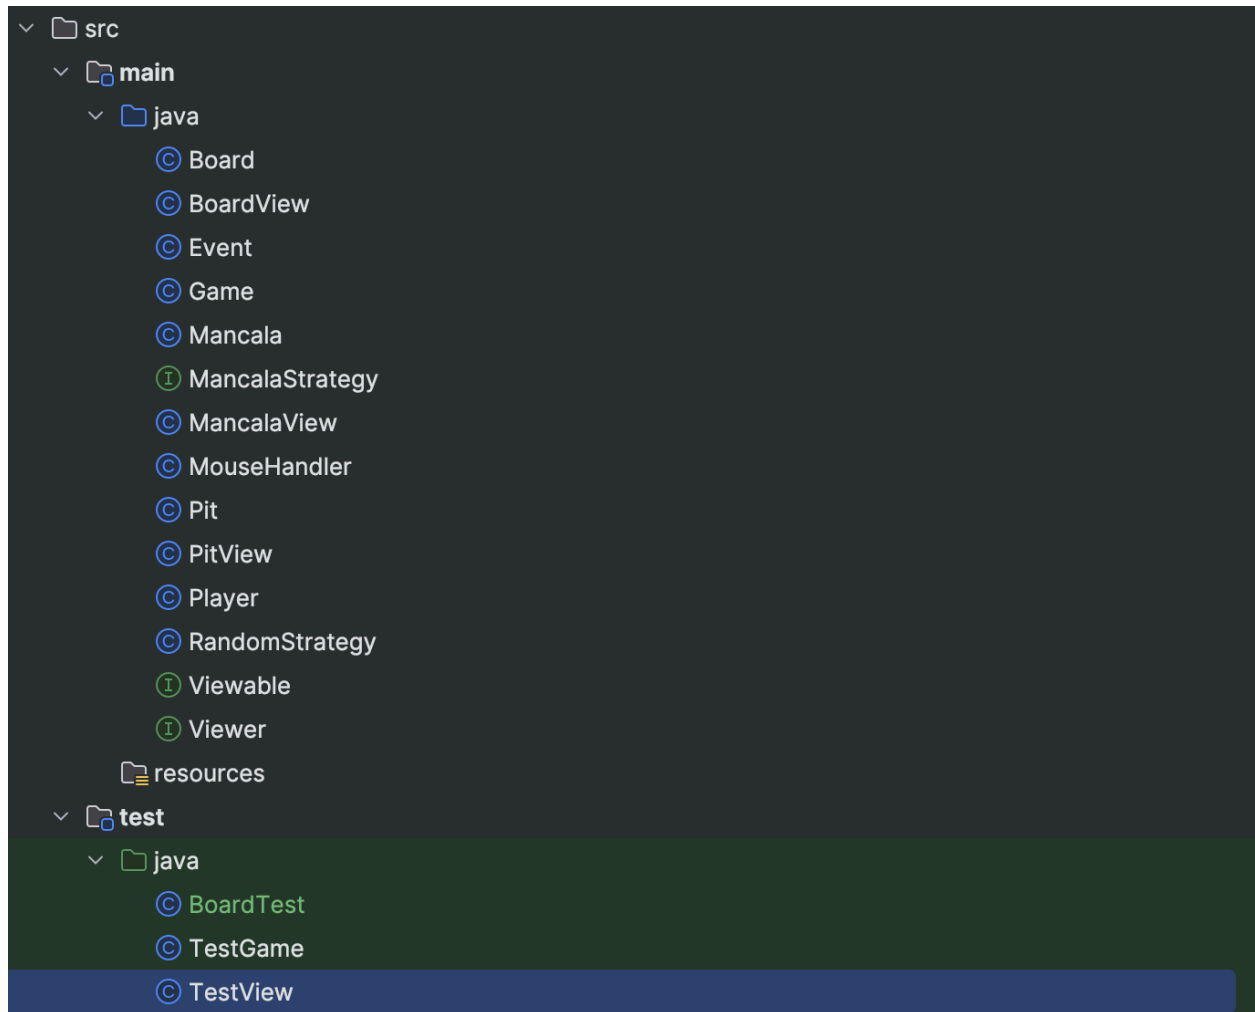 src
main
java
C Board
C BoardView
C Event
C Game
C Mancala
I MancalaStrategy
C MancalaView
C MouseHandler
C Pit
C PitView
C Player
C RandomStrategy
I Viewable
I Viewer
resources
test
java
C BoardTest
C TestGame
C TestView